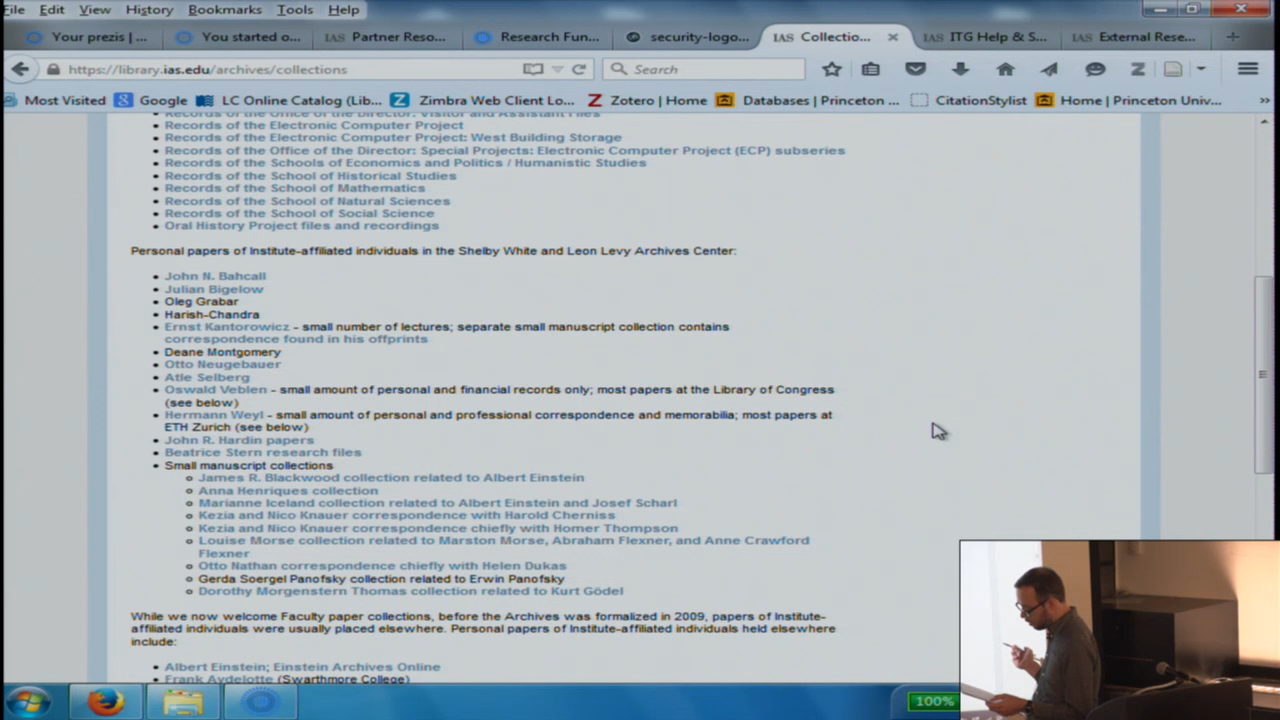 File Edit View History Bookmarks Tools Help
Your prezis | ... You started o... IAS Partner Reso... Research Fun... security-logo... IAS Collectio... IAS ITG Help & S... IAS External Rese...
https://library.ias.edu/archives/collections Search
Most Visited Google LC Online Catalog (Lib... Zimbra Web Client Lo... Zotero | Home Databases | Princeton ... CitationStylist Home | Princeton Univ... »
Records of the Office of the Director: Visitor and Assistant Files
Records of the Electronic Computer Project
Records of the Electronic Computer Project: West Building Storage
Records of the Office of the Director: Special Projects: Electronic Computer Project (ECP) subseries
Records of the Schools of Economics and Politics / Humanistic Studies
Records of the School of Historical Studies
Records of the School of Mathematics
Records of the School of Natural Sciences
Records of the School of Social Science
Oral History Project files and recordings
Personal papers of Institute-affiliated individuals in the Shelby White and Leon Levy Archives Center:
John N. Bahcall
Julian Bigelow
Oleg Grabar
Harish-Chandra
Ernst Kantorowicz - small number of lectures; separate small manuscript collection contains
correspondence found in his offprints
Deane Montgomery
Otto Neugebauer
Atle Selberg
Oswald Veblen - small amount of personal and financial records only; most papers at the Library of Congress
(see below)
Hermann Weyl - small amount of personal and professional correspondence and memorabilia; most papers at
ETH Zurich (see below)
John R. Hardin papers
Beatrice Stern research files
Small manuscript collections
James R. Blackwood collection related to Albert Einstein
Anna Henriques collection
Marianne Iceland collection related to Albert Einstein and Josef Scharl
Kezia and Nico Knauer correspondence with Harold Cherniss
Kezia and Nico Knauer correspondence chiefly with Homer Thompson
Louise Morse collection related to Marston Morse, Abraham Flexner, and Anne Crawford
Flexner
Otto Nathan correspondence chiefly with Helen Dukas
Gerda Soergel Panofsky collection related to Erwin Panofsky
Dorothy Morgenstern Thomas collection related to Kurt Gödel
While we now welcome Faculty paper collections, before the Archives was formalized in 2009, papers of Institute-
affiliated individuals were usually placed elsewhere. Personal papers of Institute-affiliated individuals held elsewhere
include:
Albert Einstein; Einstein Archives Online
Frank Aydelotte (Swarthmore College)
100%